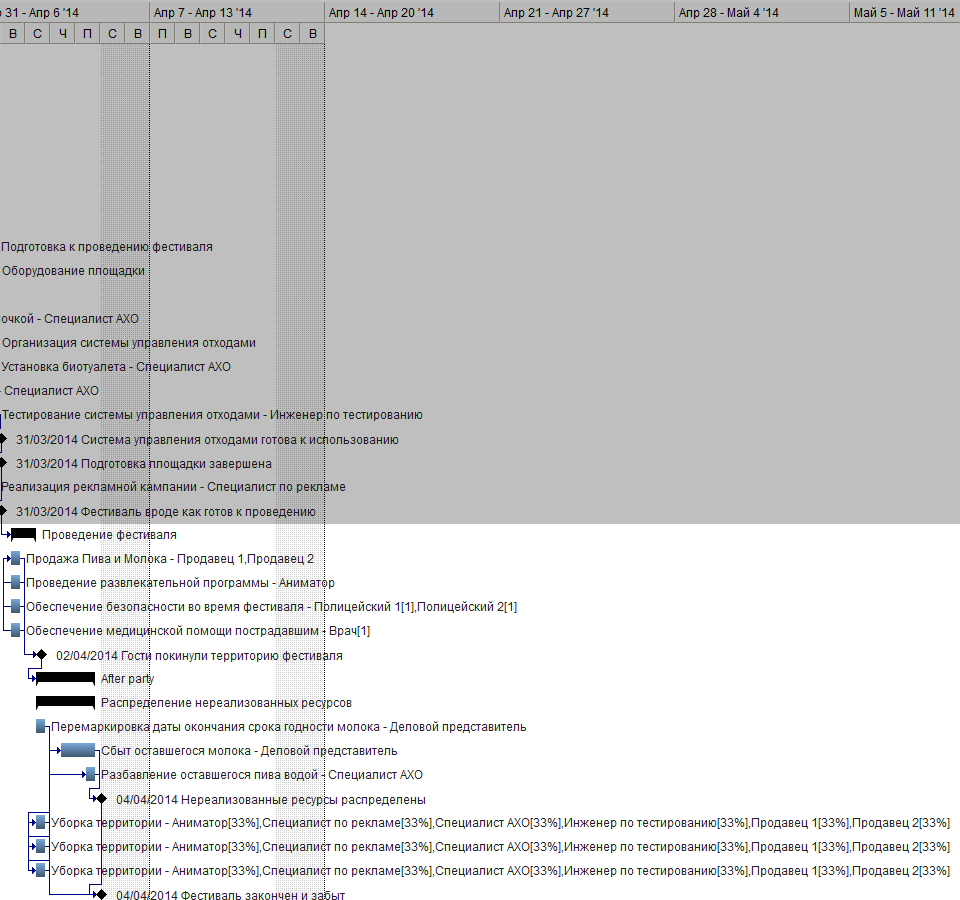 31 - Апр 6 '14 Апр 7 - Апр 13 '14 Апр 14 - Апр 20 '14 Апр 21 - Апр 27 '14 Апр 28 - Май 4 '14 Май 5 - Май 11 '14
В С Ч П С В П В С Ч П С В
Подготовка к проведению фестиваля
Оборудование площадки
очкой - Специалист АХО
Организация системы управления отходами
Установка биотуалета - Специалист АХО
- Специалист АХО
Тестирование системы управления отходами - Инженер по тестированию
31/03/2014 Система управления отходами готова к использованию
31/03/2014 Подготовка площадки завершена
Реализация рекламной кампании - Специалист по рекламе
31/03/2014 Фестиваль вроде как готов к проведению
Проведение фестиваля
Продажа Пива и Молока - Продавец 1,Продавец 2
Проведение развлекательной программы - Аниматор
Обеспечение безопасности во время фестиваля - Полицейский 1[1],Полицейский 2[1]
Обеспечение медицинской помощи пострадавшим - Врач[1]
02/04/2014 Гости покинули территорию фестиваля
After party
Распределение нереализованных ресурсов
Перемаркировка даты окончания срока годности молока - Деловой представитель
Сбыт оставшегося молока - Деловой представитель
Разбавление оставшегося пива водой - Специалист АХО
04/04/2014 Нереализованные ресурсы распределены
Уборка территории - Аниматор[33%],Специалист по рекламе[33%],Специалист АХО[33%],Инженер по тестированию[33%],Продавец 1[33%],Продавец 2[33%]
Уборка территории - Аниматор[33%],Специалист по рекламе[33%],Специалист АХО[33%],Инженер по тестированию[33%],Продавец 1[33%],Продавец 2[33%]
Уборка территории - Аниматор[33%],Специалист по рекламе[33%],Специалист АХО[33%],Инженер по тестированию[33%],Продавец 1[33%],Продавец 2[33%]
04/04/2014 Фестиваль закончен и забыт